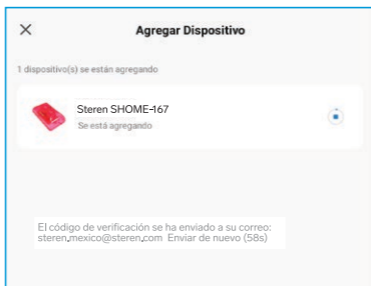 Agregar Dispositivo
1 dispositivo(s) se están agregando
Steren SHOME-167
Se está agregando
El código de verificación se ha enviado a su correo:
steren.mexico@steren.com Enviar de nuevo (58s)